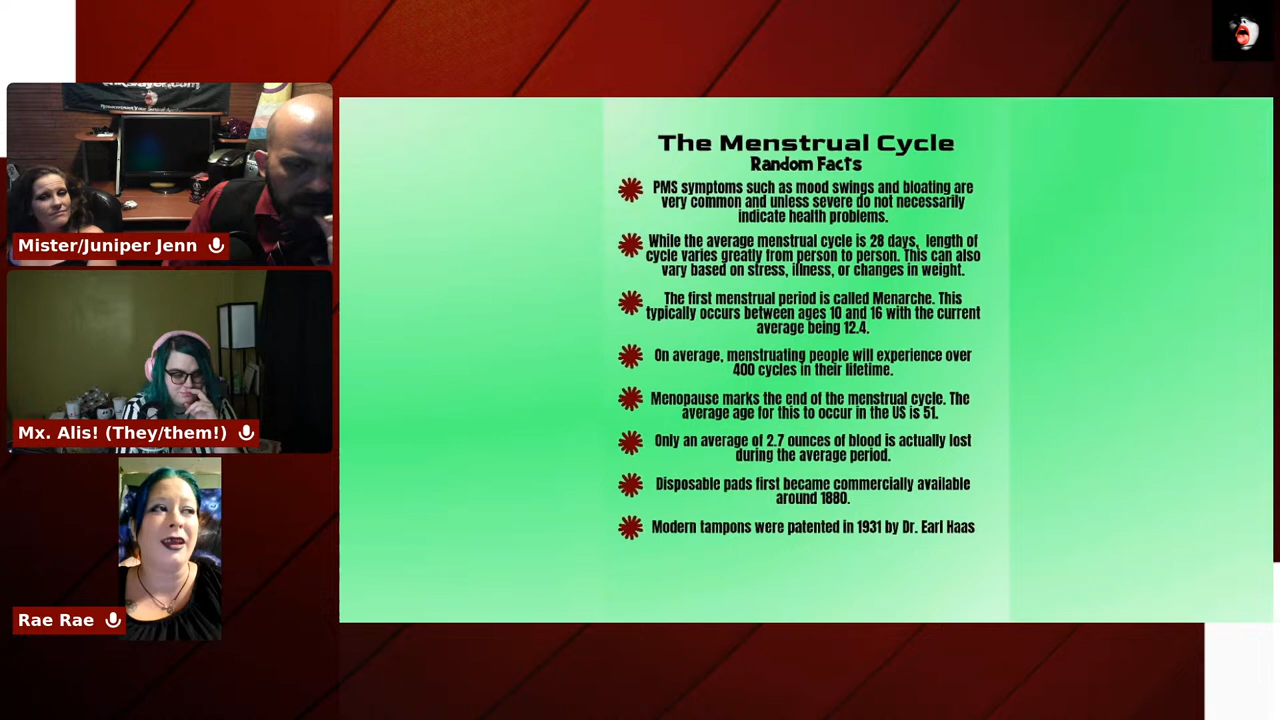 Mister/Juniper Jenn
Mx. Alis! (They/them!)
Rae Rae
The Menstrual Cycle
Random Facts
PMS symptoms such as mood swings and bloating are
very common and unless severe do not necessarily
indicate health problems.
While the average menstrual cycle is 28 days, length of
cycle varies greatly from person to person. This can also
vary based on stress, illness, or changes in weight.
The first menstrual period is called Menarche. This
typically occurs between ages 10 and 16 with the current
average being 12.4.
On average, menstruating people will experience over
400 cycles in their lifetime.
Menopause marks the end of the menstrual cycle. The
average age for this to occur in the US is 51.
Only an average of 2.7 ounces of blood is actually lost
during the average period.
Disposable pads first became commercially available
around 1880.
Modern tampons were patented in 1931 by Dr. Earl Haas